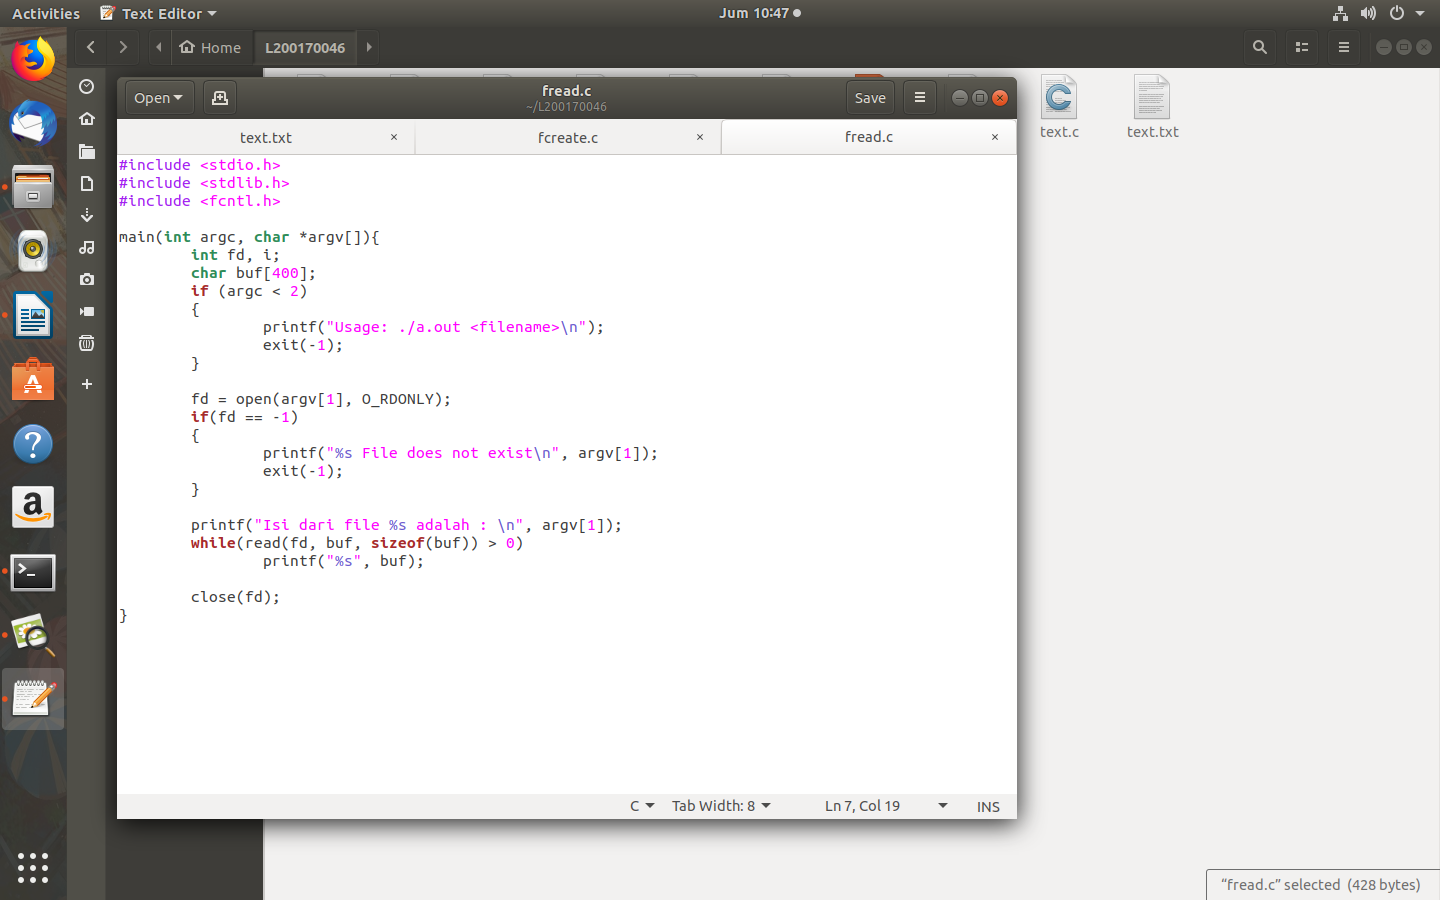 Activities Text Editor Jum 10:47
Home L200170046
Open fread.c Save
~/L200170046
text.txt × fcreate.c × fread.c ×
#include <stdio.h>
#include <stdlib.h>
#include <fcntl.h>
main(int argc, char *argv[]){
int fd, i;
char buf[400];
if (argc < 2)
{
printf("Usage: ./a.out <filename>\n");
exit(-1);
}
fd = open(argv[1], O_RDONLY);
if(fd == -1)
{
printf("%s File does not exist\n", argv[1]);
exit(-1);
}
printf("Isi dari file %s adalah : \n", argv[1]);
while(read(fd, buf, sizeof(buf)) > 0)
printf("%s", buf);
close(fd);
}
C Tab Width: 8 Ln 7, Col 19 INS
text.c text.txt
“fread.c” selected (428 bytes)